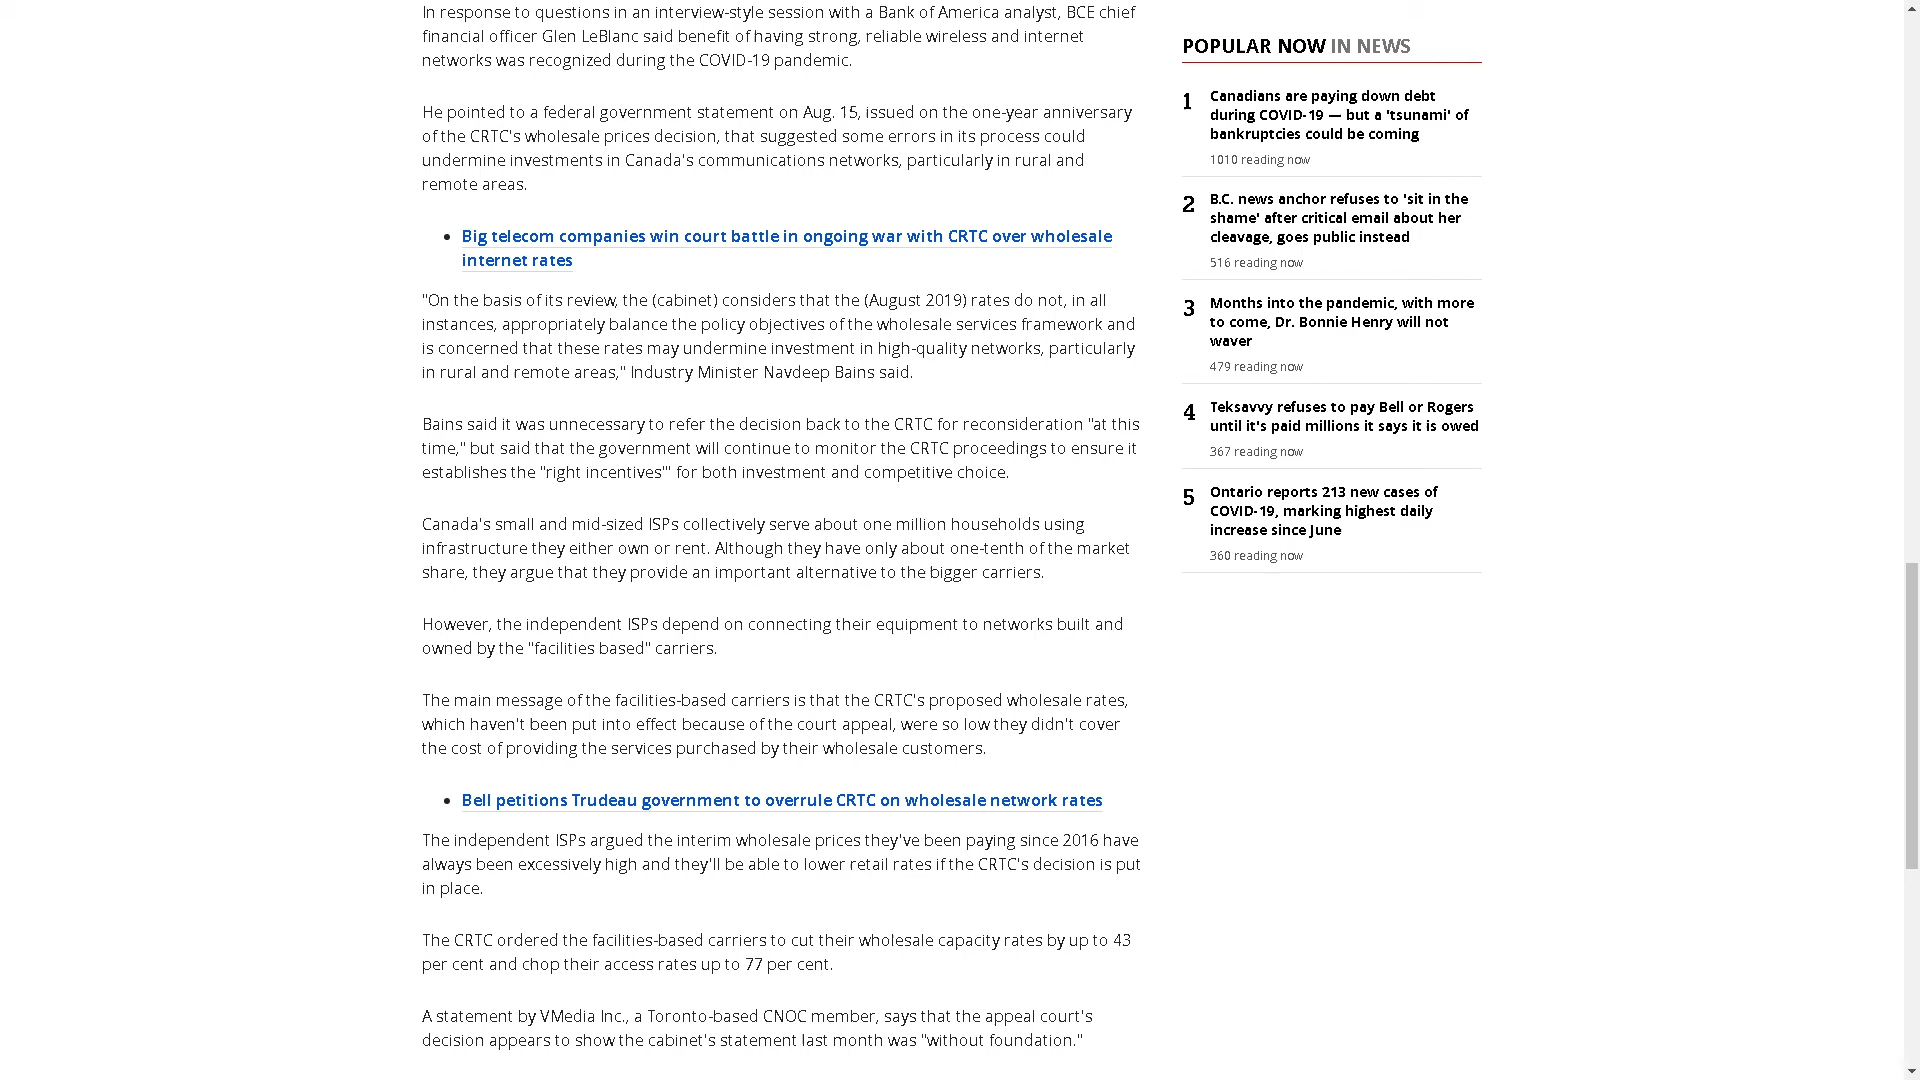 In response to questions in an interview-style session with a Bank of America analyst, BCE chief
financial officer Glen LeBlanc said benefit of having strong, reliable wireless and internet
networks was recognized during the COVID-19 pandemic.
He pointed to a federal government statement on Aug. 15, issued on the one-year anniversary
of the CRTC's wholesale prices decision, that suggested some errors in its process could
undermine investments in Canada's communications networks, particularly in rural and
remote areas.
• Big telecom companies win court battle in ongoing war with CRTC over wholesale
internet rates
"On the basis of its review, the (cabinet) considers that the (August 2019) rates do not, in all
instances, appropriately balance the policy objectives of the wholesale services framework and
is concerned that these rates may undermine investment in high-quality networks, particularly
in rural and remote areas," Industry Minister Navdeep Bains said.
Bains said it was unnecessary to refer the decision back to the CRTC for reconsideration "at this
time," but said that the government will continue to monitor the CRTC proceedings to ensure it
establishes the "right incentives'" for both investment and competitive choice.
Canada's small and mid-sized ISPs collectively serve about one million households using
infrastructure they either own or rent. Although they have only about one-tenth of the market
share, they argue that they provide an important alternative to the bigger carriers.
However, the independent ISPs depend on connecting their equipment to networks built and
owned by the "facilities based" carriers.
The main message of the facilities-based carriers is that the CRTC's proposed wholesale rates,
which haven't been put into effect because of the court appeal, were so low they didn't cover
the cost of providing the services purchased by their wholesale customers.
• Bell petitions Trudeau government to overrule CRTC on wholesale network rates
The independent ISPs argued the interim wholesale prices they've been paying since 2016 have
always been excessively high and they'll be able to lower retail rates if the CRTC's decision is put
in place.
The CRTC ordered the facilities-based carriers to cut their wholesale capacity rates by up to 43
per cent and chop their access rates up to 77 per cent.
A statement by VMedia Inc., a Toronto-based CNOC member, says that the appeal court's
decision appears to show the cabinet's statement last month was "without foundation."
POPULAR NOW IN NEWS
1 Canadians are paying down debt
during COVID-19 — but a 'tsunami' of
bankruptcies could be coming
1010 reading now
2 B.C. news anchor refuses to 'sit in the
shame' after critical email about her
cleavage, goes public instead
516 reading now
3 Months into the pandemic, with more
to come, Dr. Bonnie Henry will not
waver
479 reading now
4 Teksavvy refuses to pay Bell or Rogers
until it's paid millions it says it is owed
367 reading now
5 Ontario reports 213 new cases of
COVID-19, marking highest daily
increase since June
360 reading now